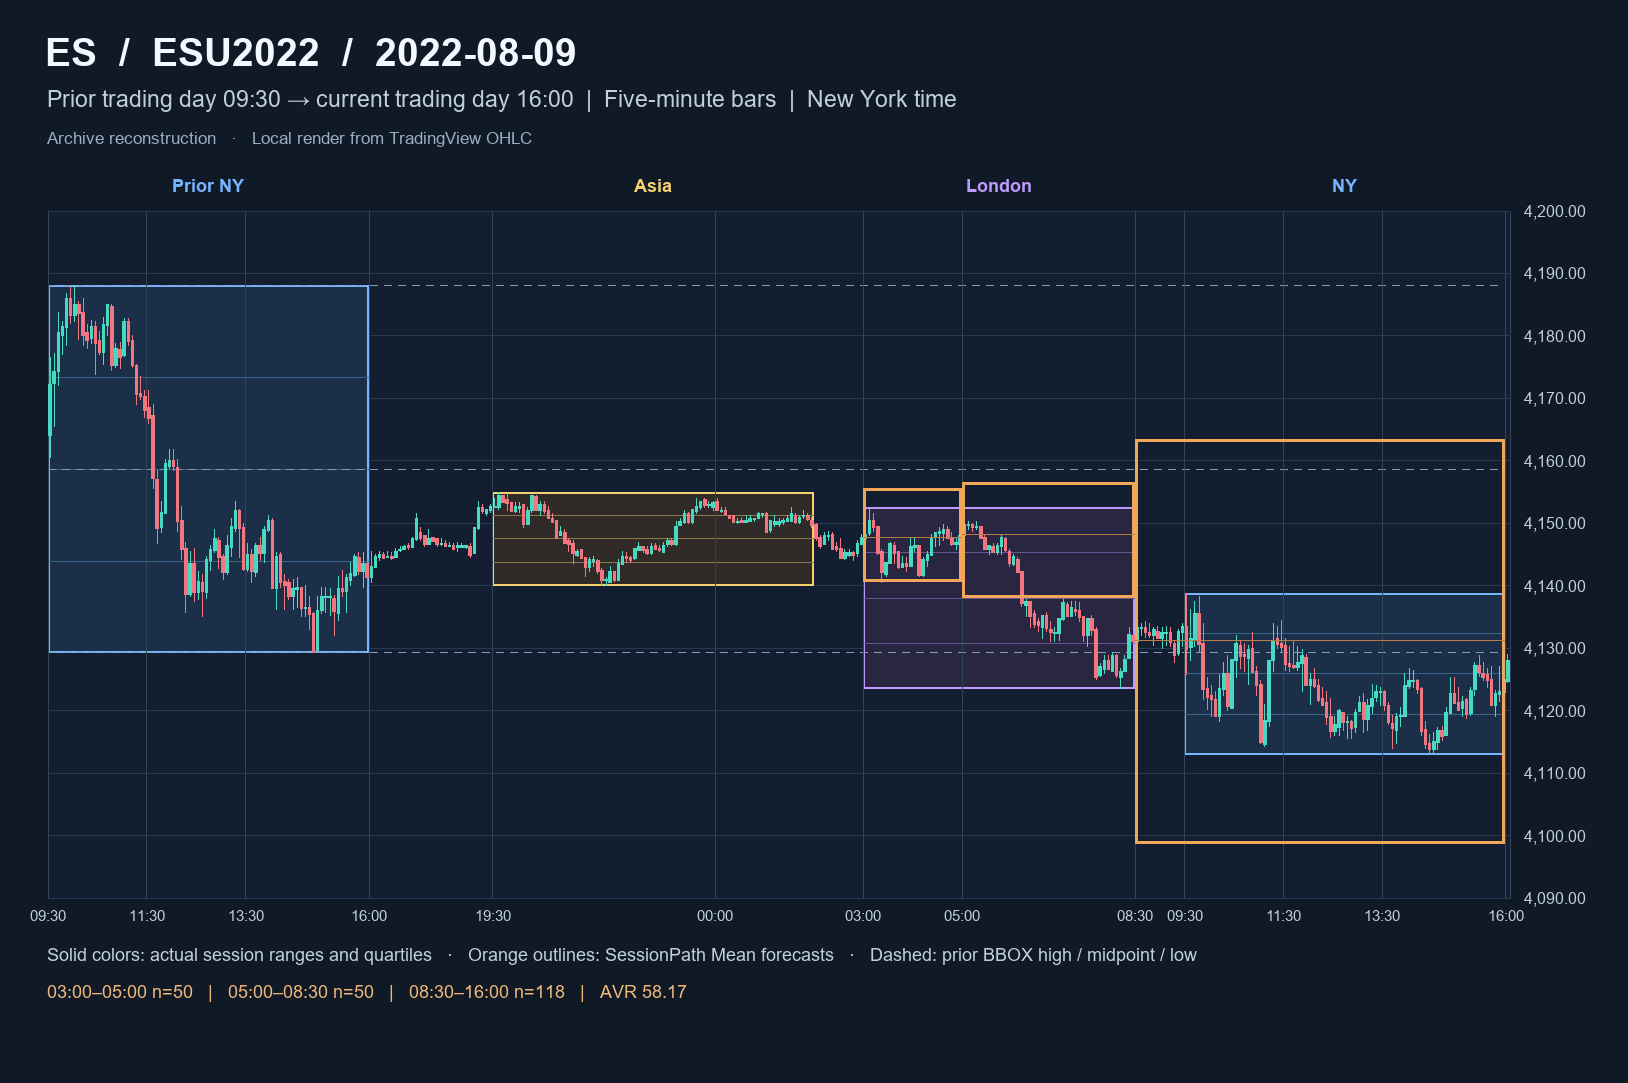 ES / ESU2022 / 2022-08-09
Prior trading day 09:30 → current trading day 16:00 | Five-minute bars | New York time
Archive reconstruction · Local render from TradingView OHLC
Prior NY Asia London NY
4,200.00
4,190.00
4,180.00
4,170.00
4,160.00
4,150.00
4,140.00
4,130.00
4,120.00
4,110.00
4,100.00
4,090.00
09:30 11:30 13:30 16:00 19:30 00:00 03:00 05:00 08:30 09:30 11:30 13:30 16:00
Solid colors: actual session ranges and quartiles · Orange outlines: SessionPath Mean forecasts · Dashed: prior BBOX high / midpoint / low
03:00–05:00 n=50 | 05:00–08:30 n=50 | 08:30–16:00 n=118 | AVR 58.17